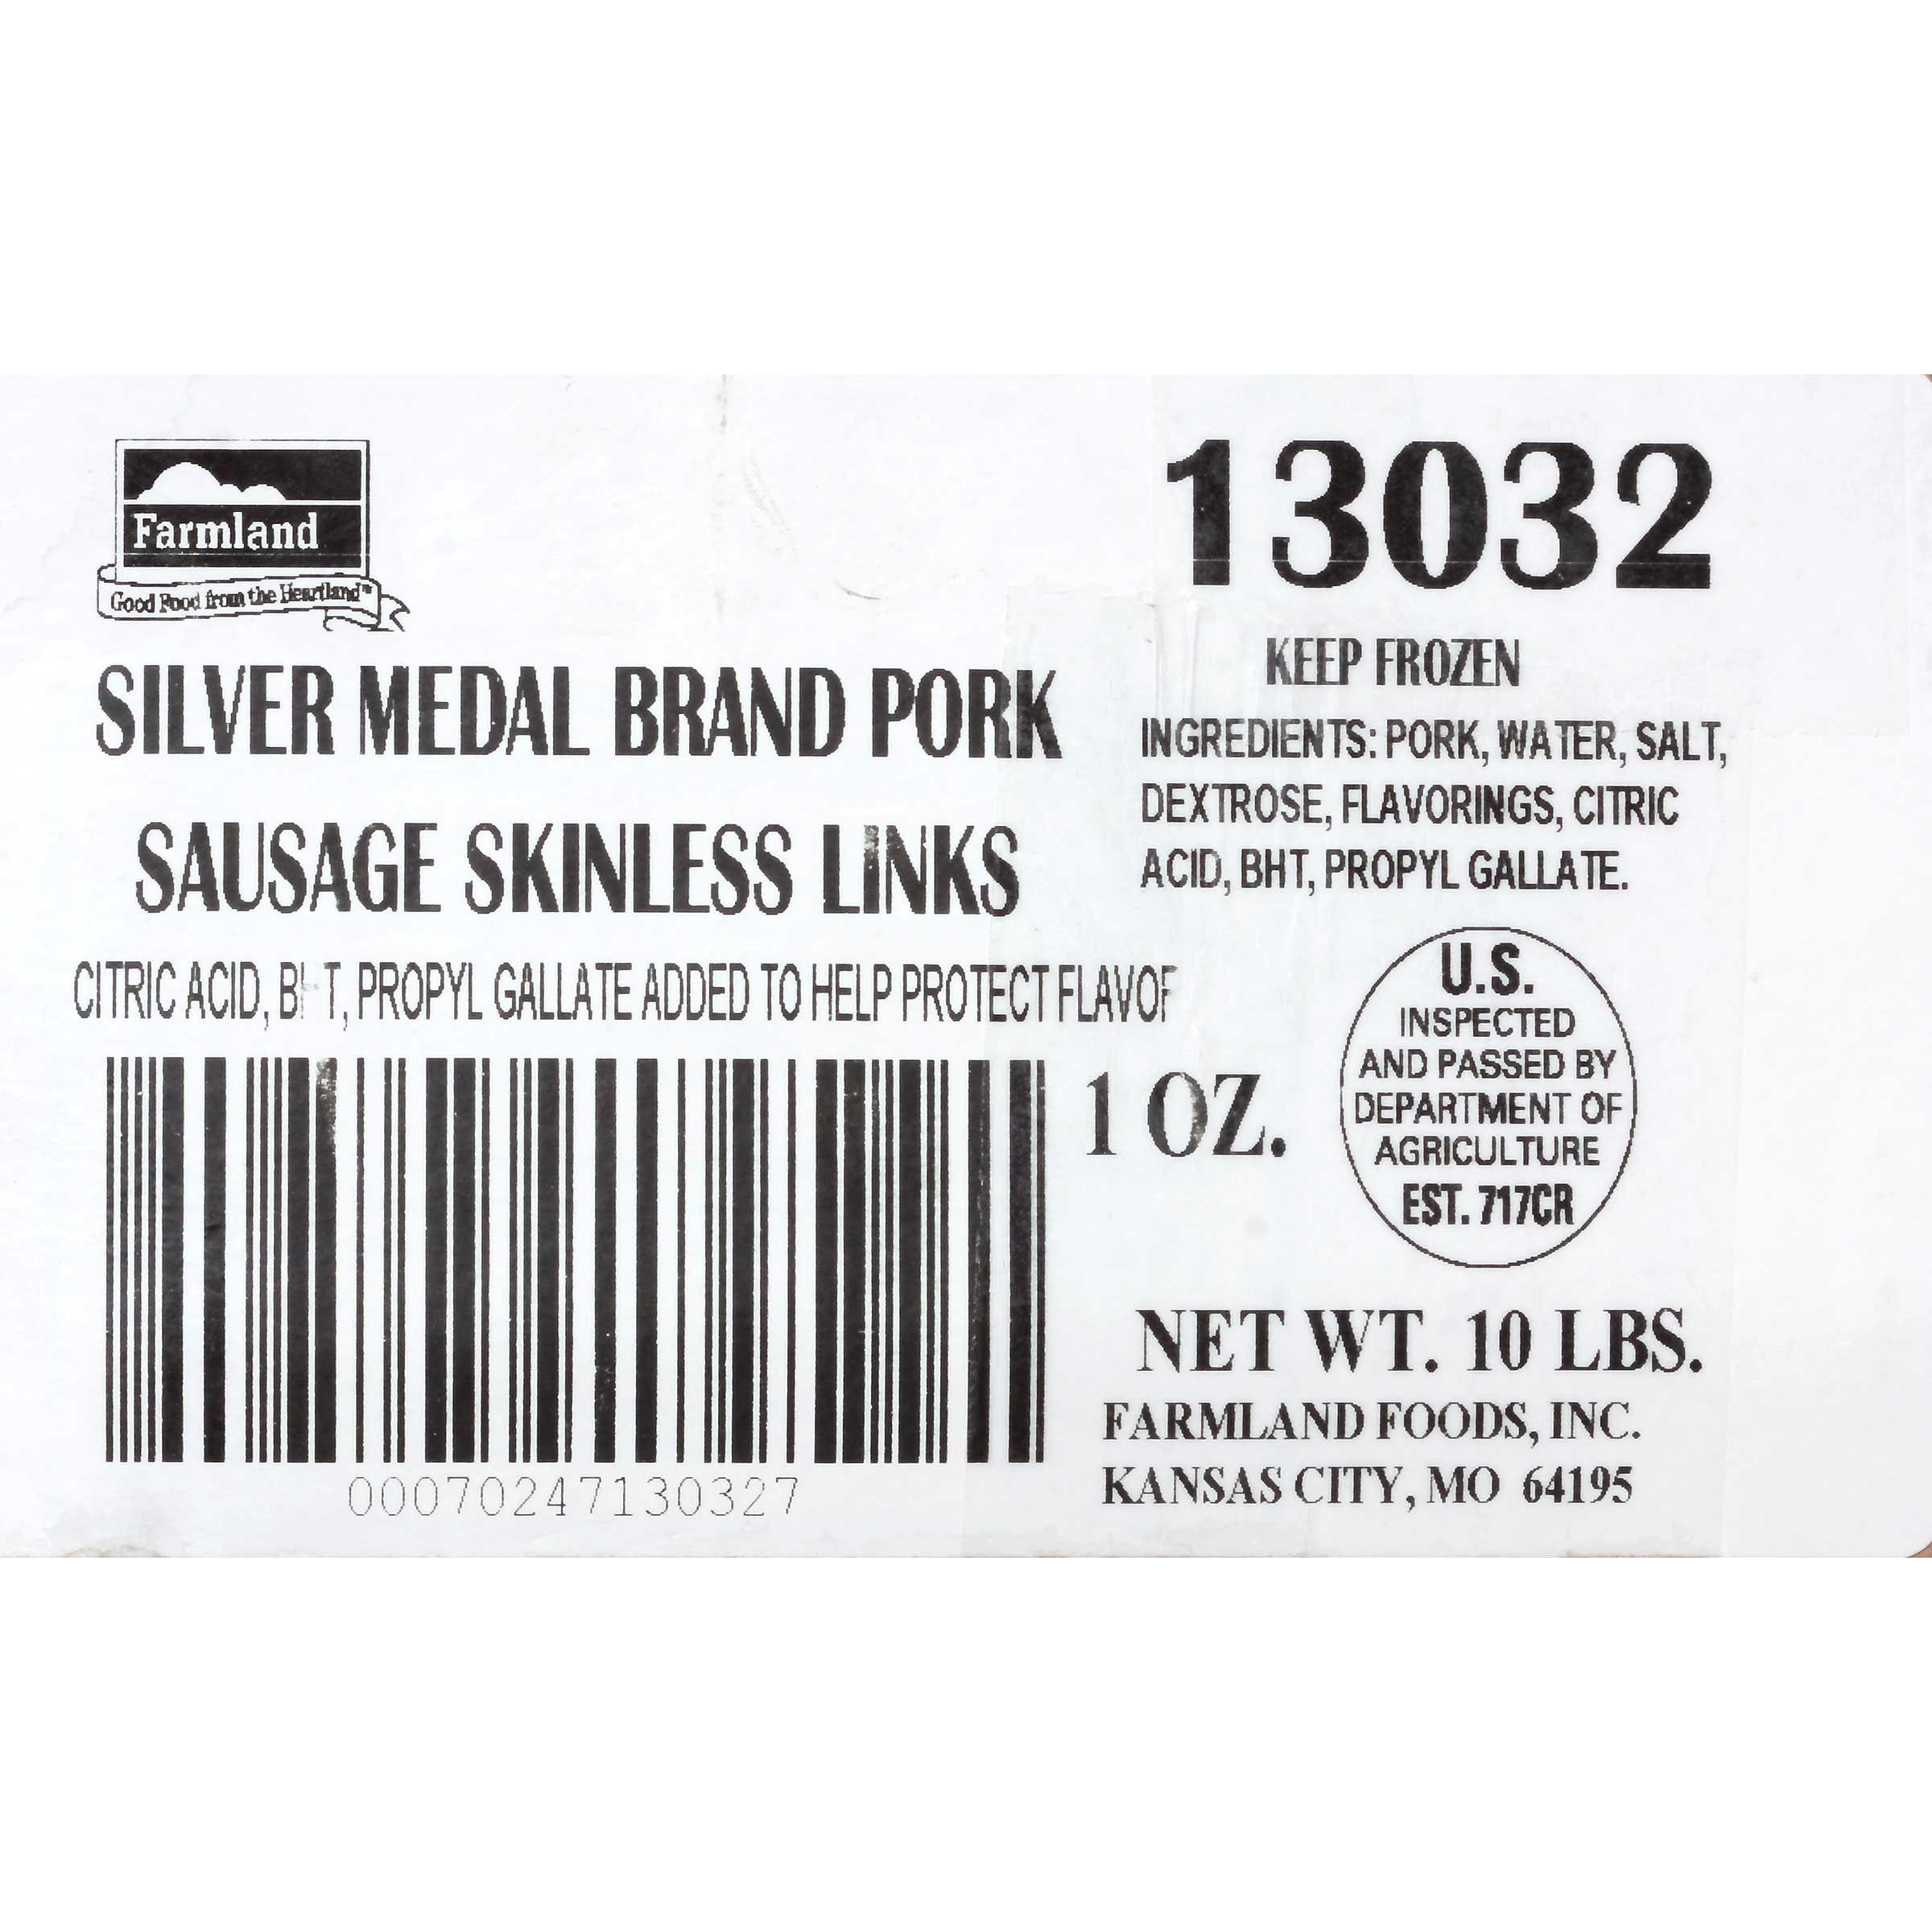 Farmland
Good Food from the Heartland™
13032
KEEP FROZEN
SILVER MEDAL BRAND PORK
SAUSAGE SKINLESS LINKS
INGREDIENTS: PORK, WATER, SALT,
DEXTROSE, FLAVORINGS, CITRIC
ACID, BHT, PROPYL GALLATE.
CITRIC ACID, BHT, PROPYL GALLATE ADDED TO HELP PROTECT FLAVOR
1 OZ.
U.S.
INSPECTED
AND PASSED BY
DEPARTMENT OF
AGRICULTURE
EST. 717CR
NET WT. 10 LBS.
FARMLAND FOODS, INC.
KANSAS CITY, MO 64195
00070247130327